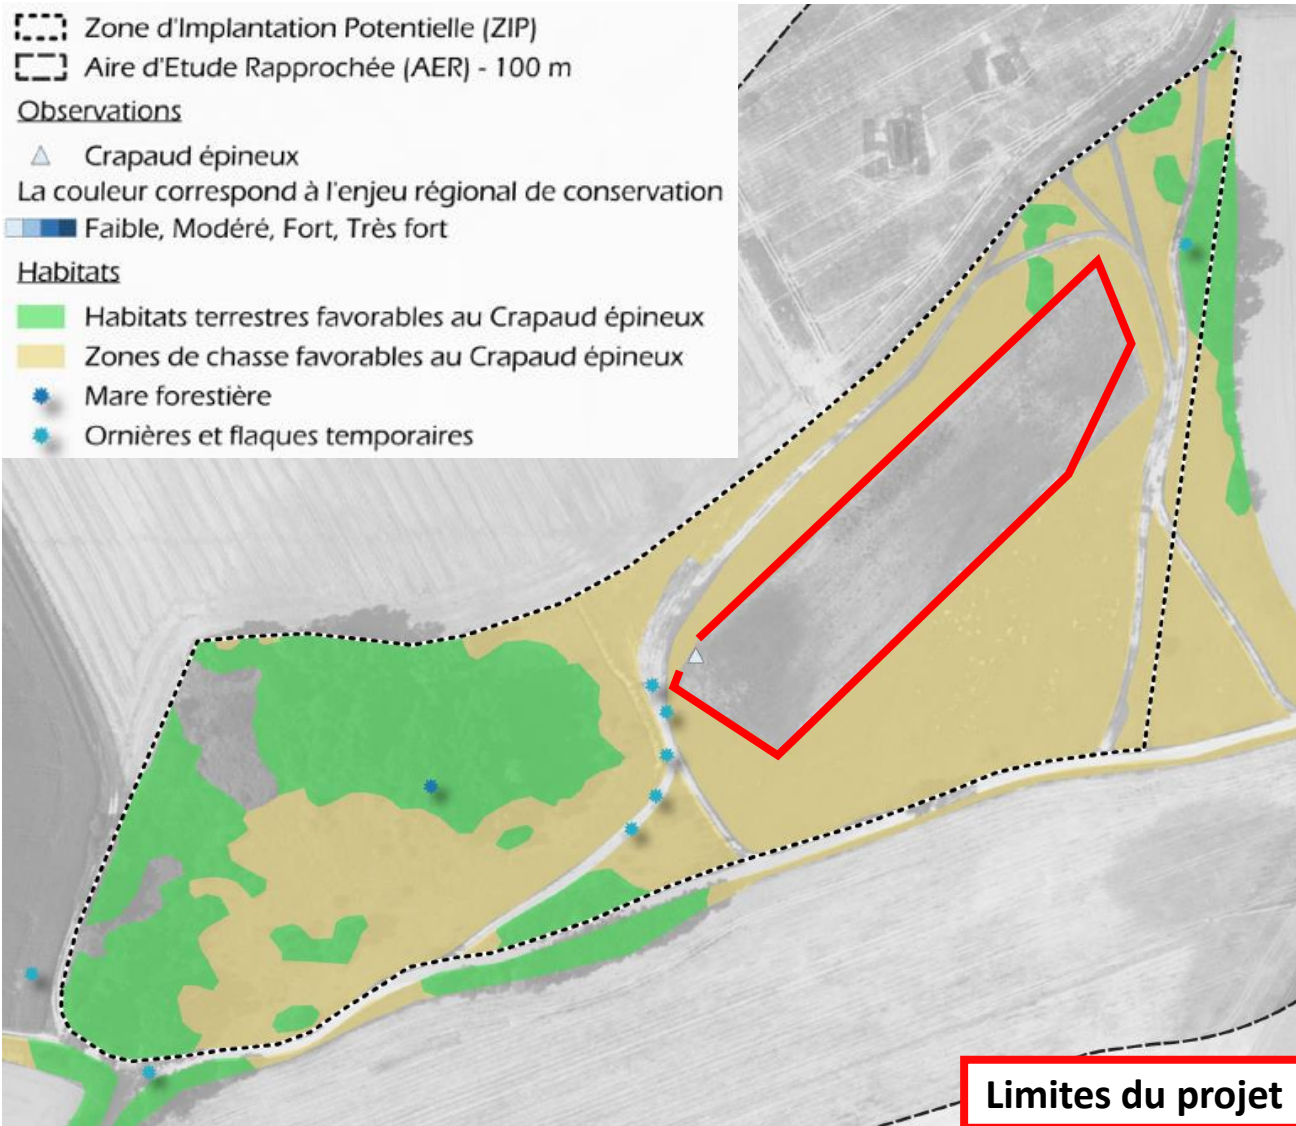 Zone d'Implantation Potentielle (ZIP)
Aire d'Etude Rapprochée (AER) - 100 m
Observations
Crapaud épineux
La couleur correspond à l'enjeu régional de conservation
Faible, Modéré, Fort, Très fort
Habitats
Habitats terrestres favorables au Crapaud épineux
Zones de chasse favorables au Crapaud épineux
Mare forestière
Ornières et flaques temporaires
Limites du projet